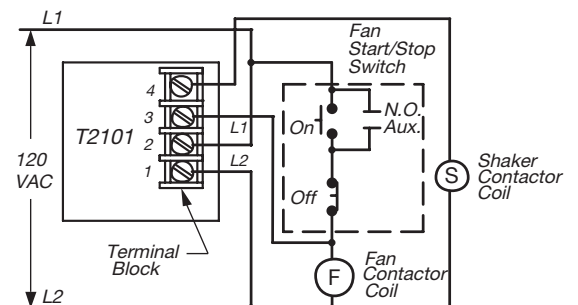 L1
Fan
Start/Stop
Switch
4
3
T2101
2
1
L1
L2
On
N.O.
Aux.
Off
120
VAC
S
Shaker
Contactor
Coil
Terminal
Block
F
Fan
Contactor
Coil
L2